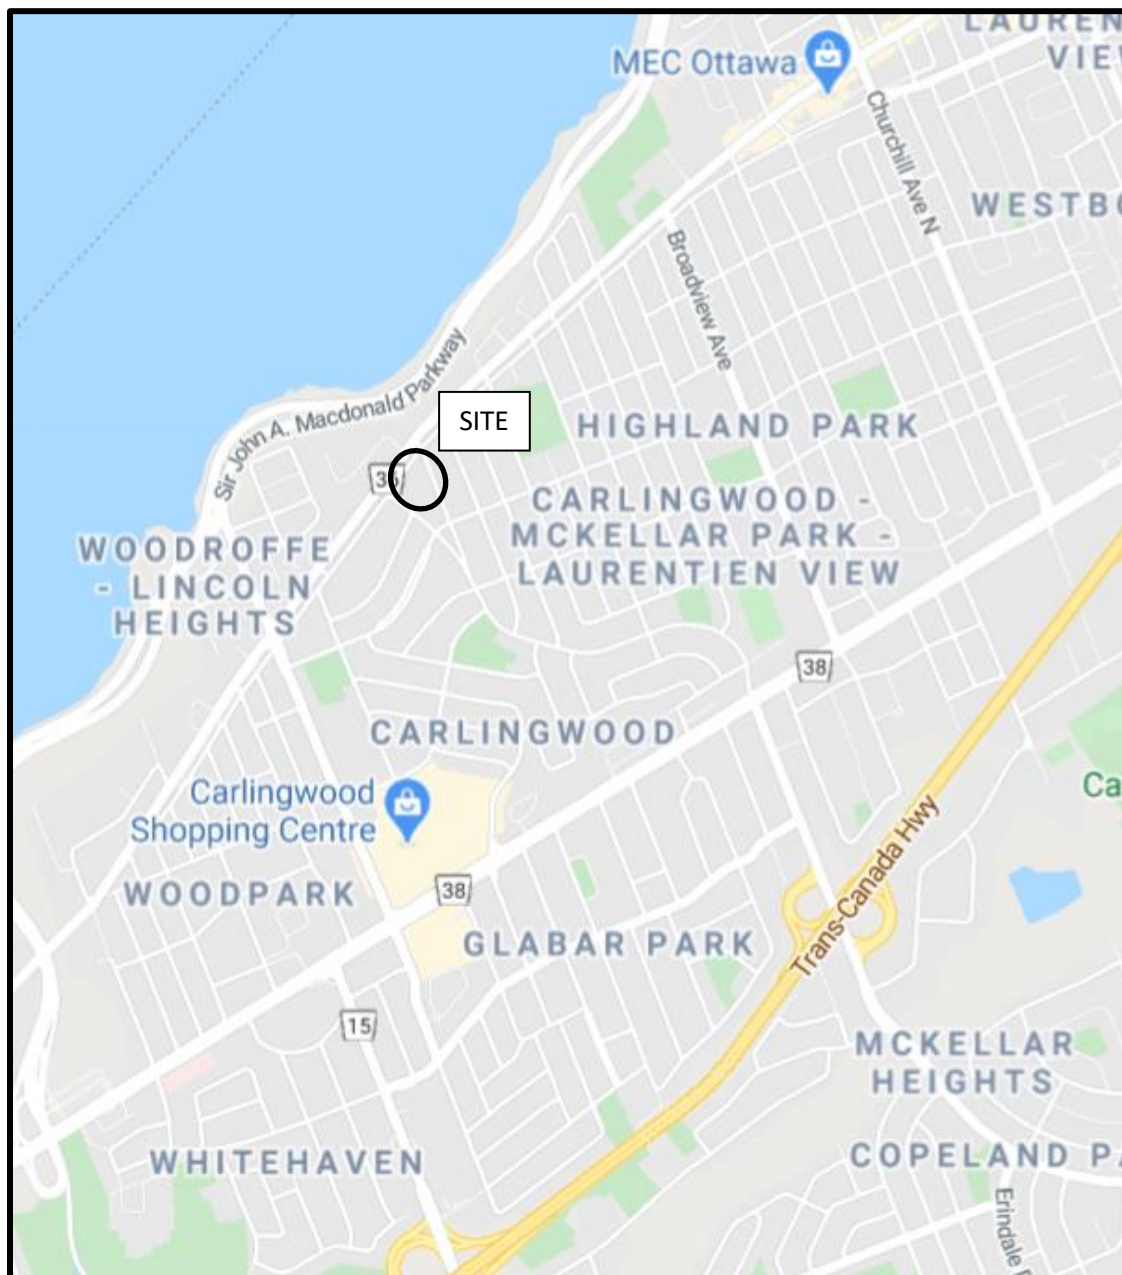 LAUREN
VIEW
MEC Ottawa
Churchill Ave N
WESTBO
Broadview Ave
Sir John A. Macdonald Parkway
SITE
HIGHLAND PARK
CARLINGWOOD -
MCKELLAR PARK -
LAURENTIEN VIEW
WOODROFFE
- LINCOLN
HEIGHTS
38
CARLINGWOOD
Carlingwood
Shopping Centre
Ca
Trans-Canada Hwy
WOODPARK
38
GLABAR PARK
15
MCKELLAR
HEIGHTS
WHITEHAVEN
COPELAND PA
Erindale